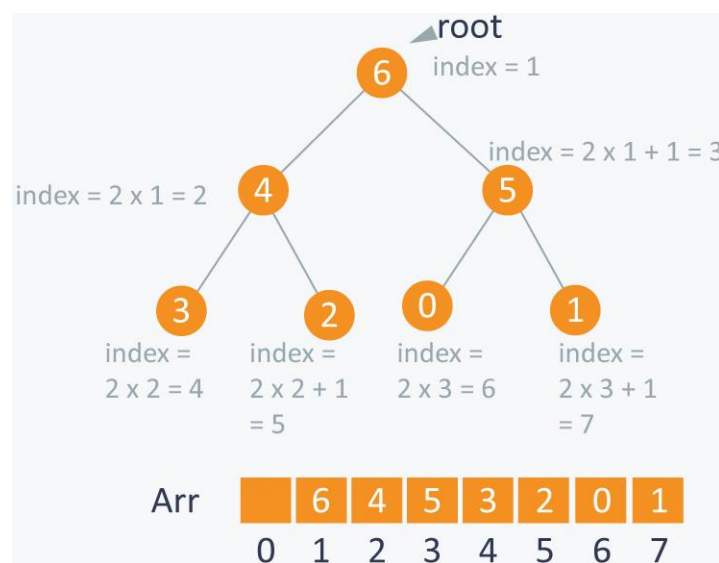 root
6
index = 1
index = 2 x 1 + 1 = 3
index = 2 x 1 = 2
4
5
3
2
0
1
index =
2 x 2 = 4
index =
2 x 2 + 1
= 5
index =
2 x 3 = 6
index =
2 x 3 + 1
= 7
Arr 6 4 5 3 2 0 1
0 1 2 3 4 5 6 7